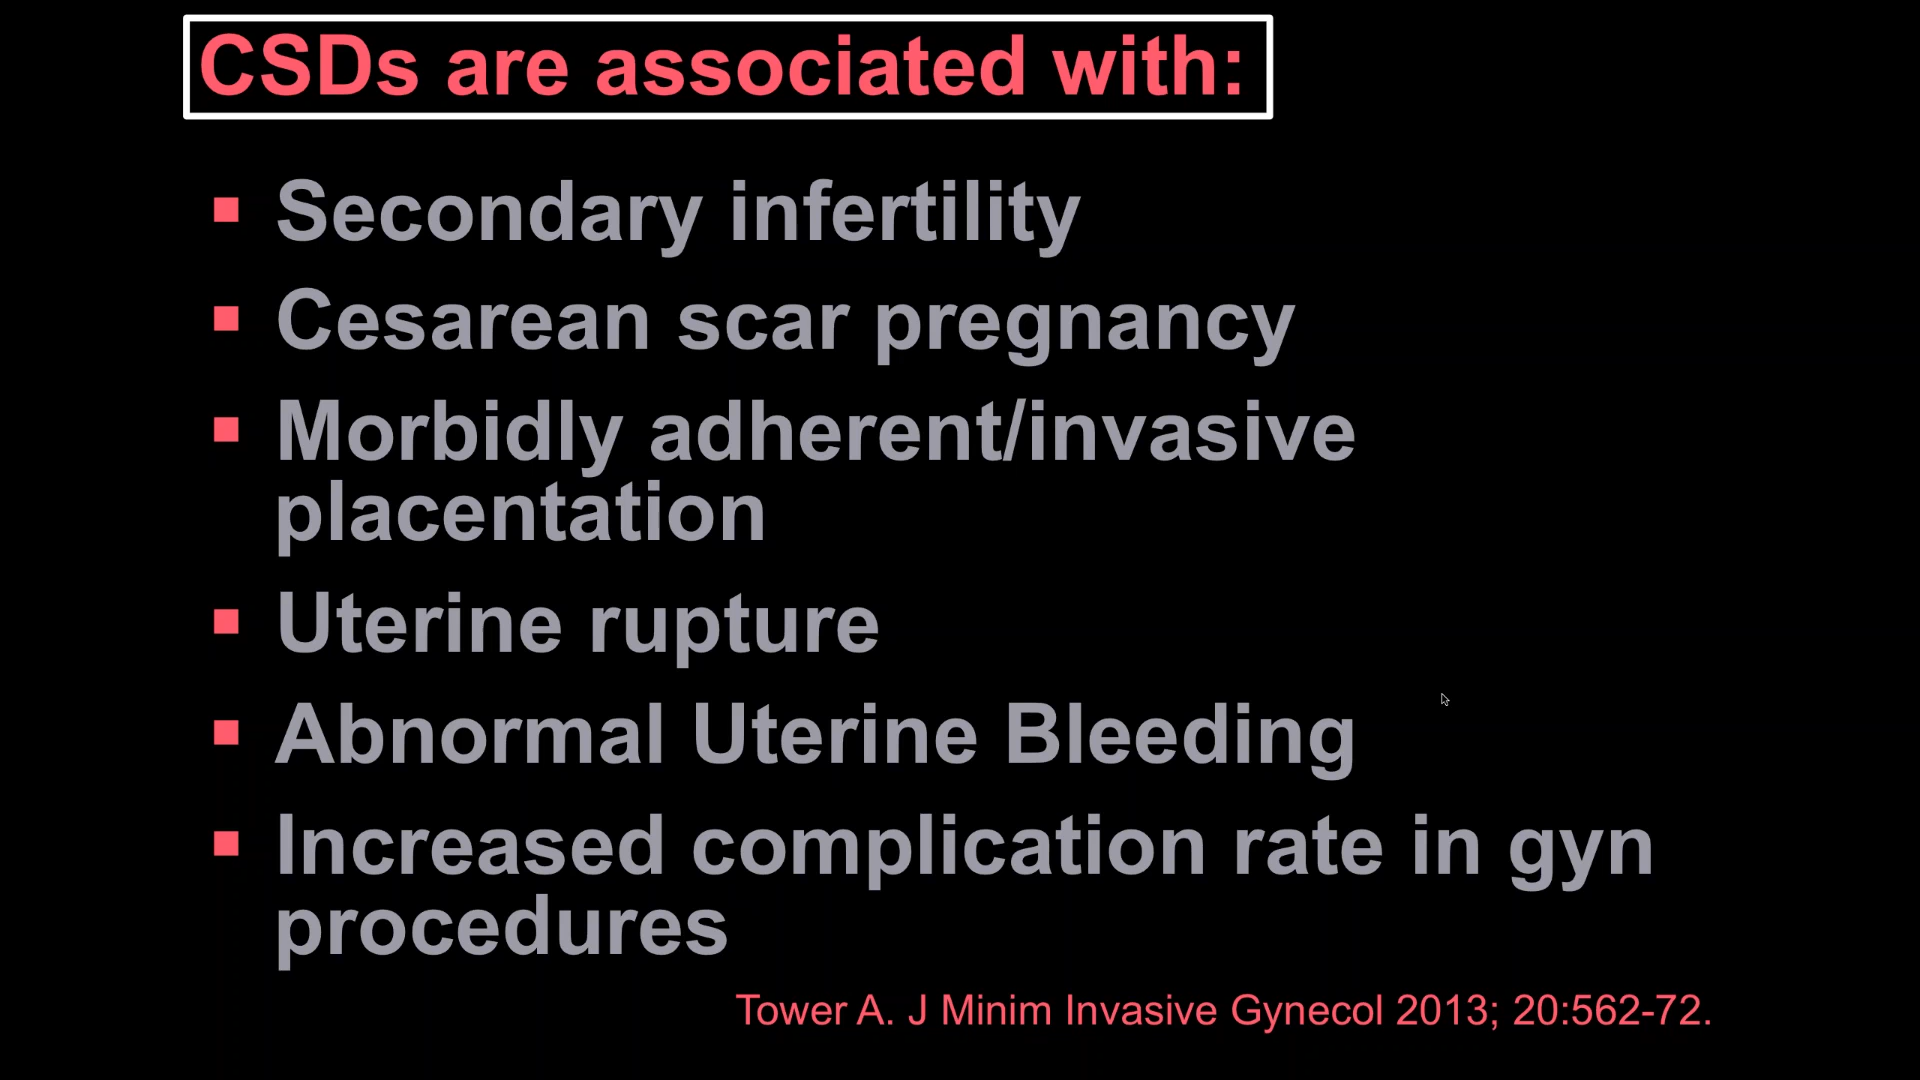 CSDs are associated with:
▪ Secondary infertility
▪ Cesarean scar pregnancy
▪ Morbidly adherent/invasive
placentation
▪ Uterine rupture
▪ Abnormal Uterine Bleeding
▪ Increased complication rate in gyn
procedures
Tower A. J Minim Invasive Gynecol 2013; 20:562-72.